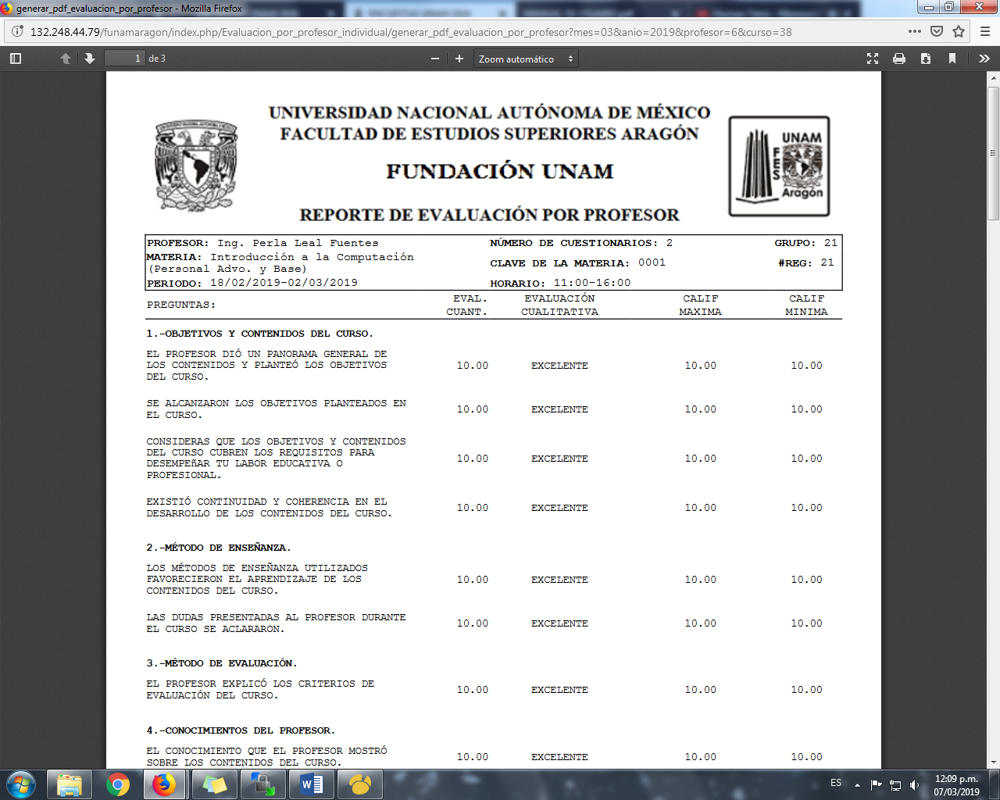 generar_pdf_evaluacion_por_profesor - Mozilla Firefox
132.248.44.79/funamaragon/index.php/Evaluacion_por_profesor_individual/generar_pdf_evaluacion_por_profesor?mes=03&anio=2019&profesor=6&curso=38
1 de 3
Zoom automático
UNIVERSIDAD NACIONAL AUTÓNOMA DE MÉXICO
FACULTAD DE ESTUDIOS SUPERIORES ARAGÓN
FUNDACIÓN UNAM
REPORTE DE EVALUACIÓN POR PROFESOR
UNAM
FES
Aragón
PROFESOR: Ing. Perla Leal Fuentes NÚMERO DE CUESTIONARIOS: 2 GRUPO: 21
MATERIA: Introducción a la Computación
(Personal Advo. y Base) CLAVE DE LA MATERIA: 0001 #REG: 21
PERIODO: 18/02/2019-02/03/2019 HORARIO: 11:00-16:00
PREGUNTAS: EVAL. CUANT. EVALUACIÓN CUALITATIVA CALIF MAXIMA CALIF MINIMA
1.-OBJETIVOS Y CONTENIDOS DEL CURSO.
EL PROFESOR DIÓ UN PANORAMA GENERAL DE
LOS CONTENIDOS Y PLANTEÓ LOS OBJETIVOS 10.00 EXCELENTE 10.00 10.00
DEL CURSO.
SE ALCANZARON LOS OBJETIVOS PLANTEADOS EN
EL CURSO. 10.00 EXCELENTE 10.00 10.00
CONSIDERAS QUE LOS OBJETIVOS Y CONTENIDOS
DEL CURSO CUBREN LOS REQUISITOS PARA
DESEMPEñAR TU LABOR EDUCATIVA O 10.00 EXCELENTE 10.00 10.00
PROFESIONAL.
EXISTIÓ CONTINUIDAD Y COHERENCIA EN EL
DESARROLLO DE LOS CONTENIDOS DEL CURSO. 10.00 EXCELENTE 10.00 10.00
2.-MÉTODO DE ENSEÑANZA.
LOS MÉTODOS DE ENSEÑANZA UTILIZADOS
FAVORECIERON EL APRENDIZAJE DE LOS 10.00 EXCELENTE 10.00 10.00
CONTENIDOS DEL CURSO.
LAS DUDAS PRESENTADAS AL PROFESOR DURANTE
EL CURSO SE ACLARARON. 10.00 EXCELENTE 10.00 10.00
3.-MÉTODO DE EVALUACIÓN.
EL PROFESOR EXPLICÓ LOS CRITERIOS DE
EVALUACIÓN DEL CURSO. 10.00 EXCELENTE 10.00 10.00
4.-CONOCIMIENTOS DEL PROFESOR.
EL CONOCIMIENTO QUE EL PROFESOR MOSTRÓ
SOBRE LOS CONTENIDOS DEL CURSO. 10.00 EXCELENTE 10.00 10.00
ES
12:09 p.m.
07/03/2019